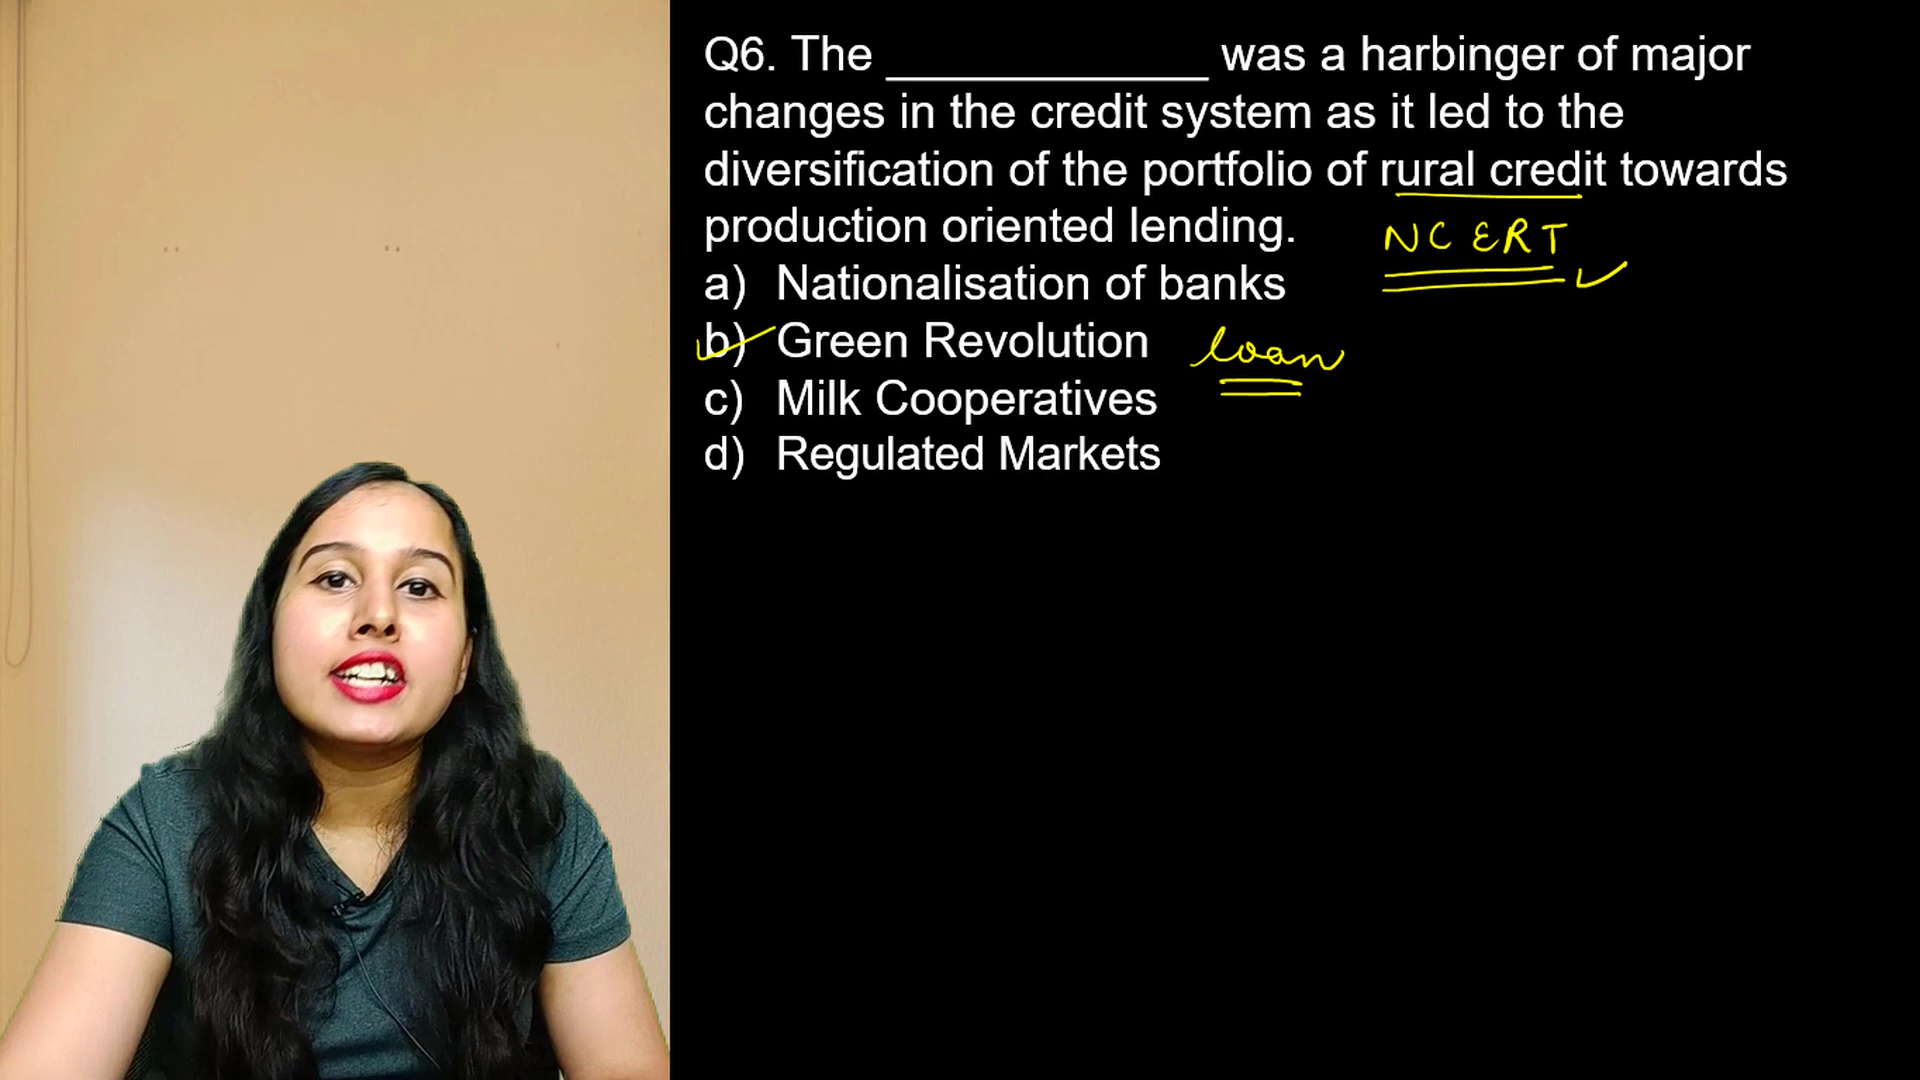 Q6. The ____________ was a harbinger of major
changes in the credit system as it led to the
diversification of the portfolio of rural credit towards
production oriented lending.
NCERT
a) Nationalisation of banks
b) Green Revolution
loan
c) Milk Cooperatives
d) Regulated Markets